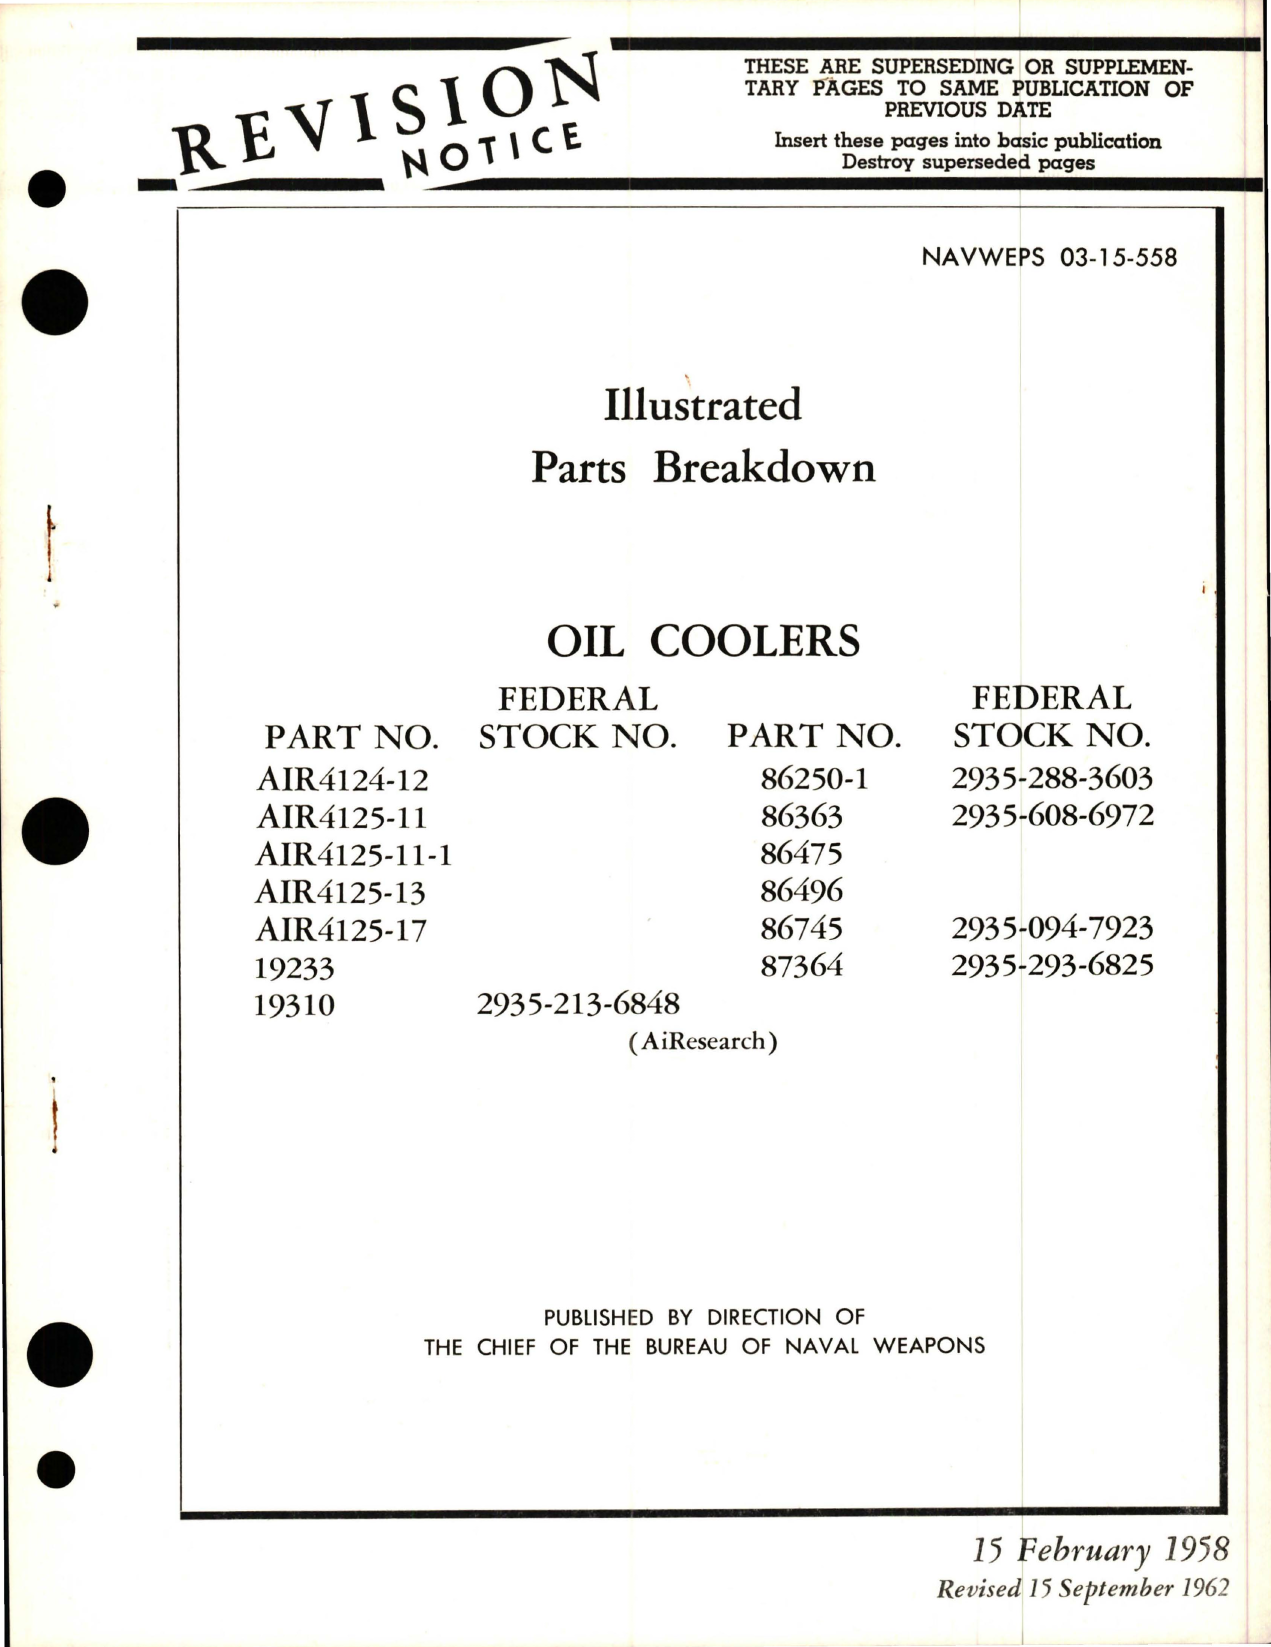 REVISION
NOTICE
THESE ARE SUPERSEDING OR SUPPLEMEN-
TARY PAGES TO SAME PUBLICATION OF
PREVIOUS DATE
Insert these pages into basic publication
Destroy superseded pages
NAVWEPS 03-15-558
Illustrated
Parts Breakdown
OIL COOLERS
FEDERAL FEDERAL
PART NO. STOCK NO. PART NO. STOCK NO.
AIR4124-12 86250-1 2935-288-3603
AIR4125-11 86363 2935-608-6972
AIR4125-11-1 86475
AIR4125-13 86496
AIR4125-17 86745 2935-094-7923
19233 87364 2935-293-6825
19310 2935-213-6848
(AiResearch)
PUBLISHED BY DIRECTION OF
THE CHIEF OF THE BUREAU OF NAVAL WEAPONS
15 February 1958
Revised 15 September 1962